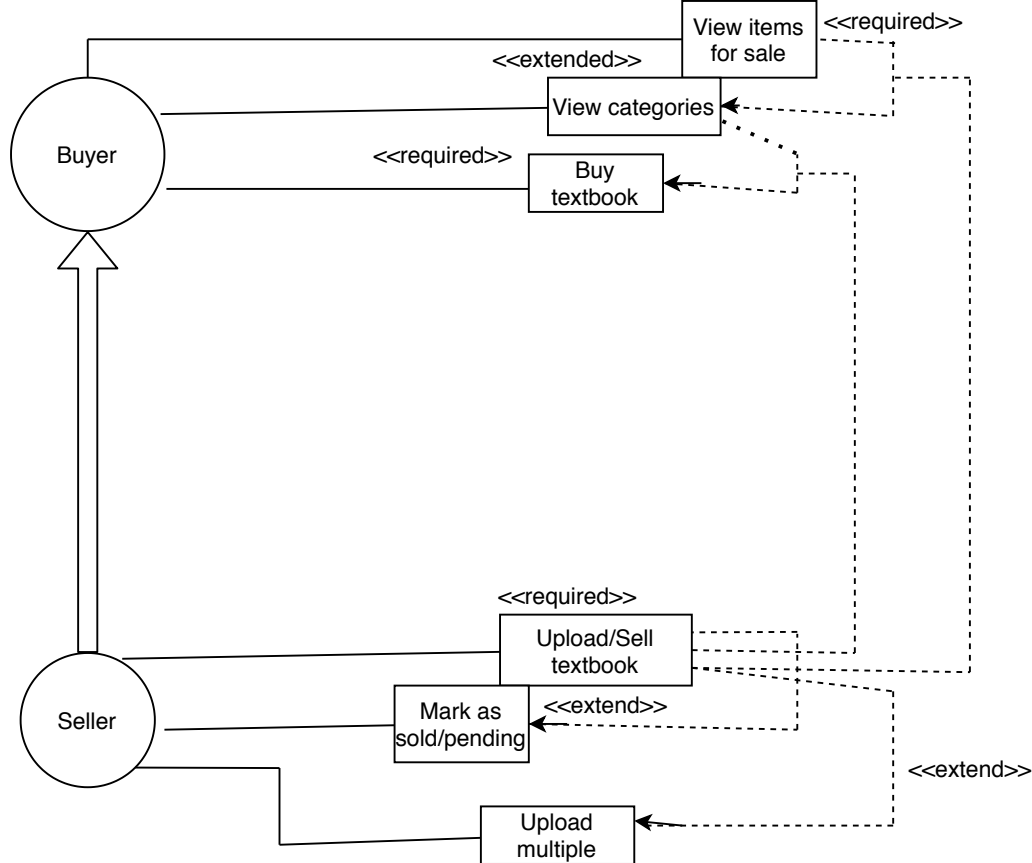 View items
for sale
<<required>>
<<extended>>
View categories
Buyer
<<required>>
Buy
textbook
<<required>>
Upload/Sell
textbook
Seller
Mark as
sold/pending
<<extend>>
<<extend>>
Upload
multiple